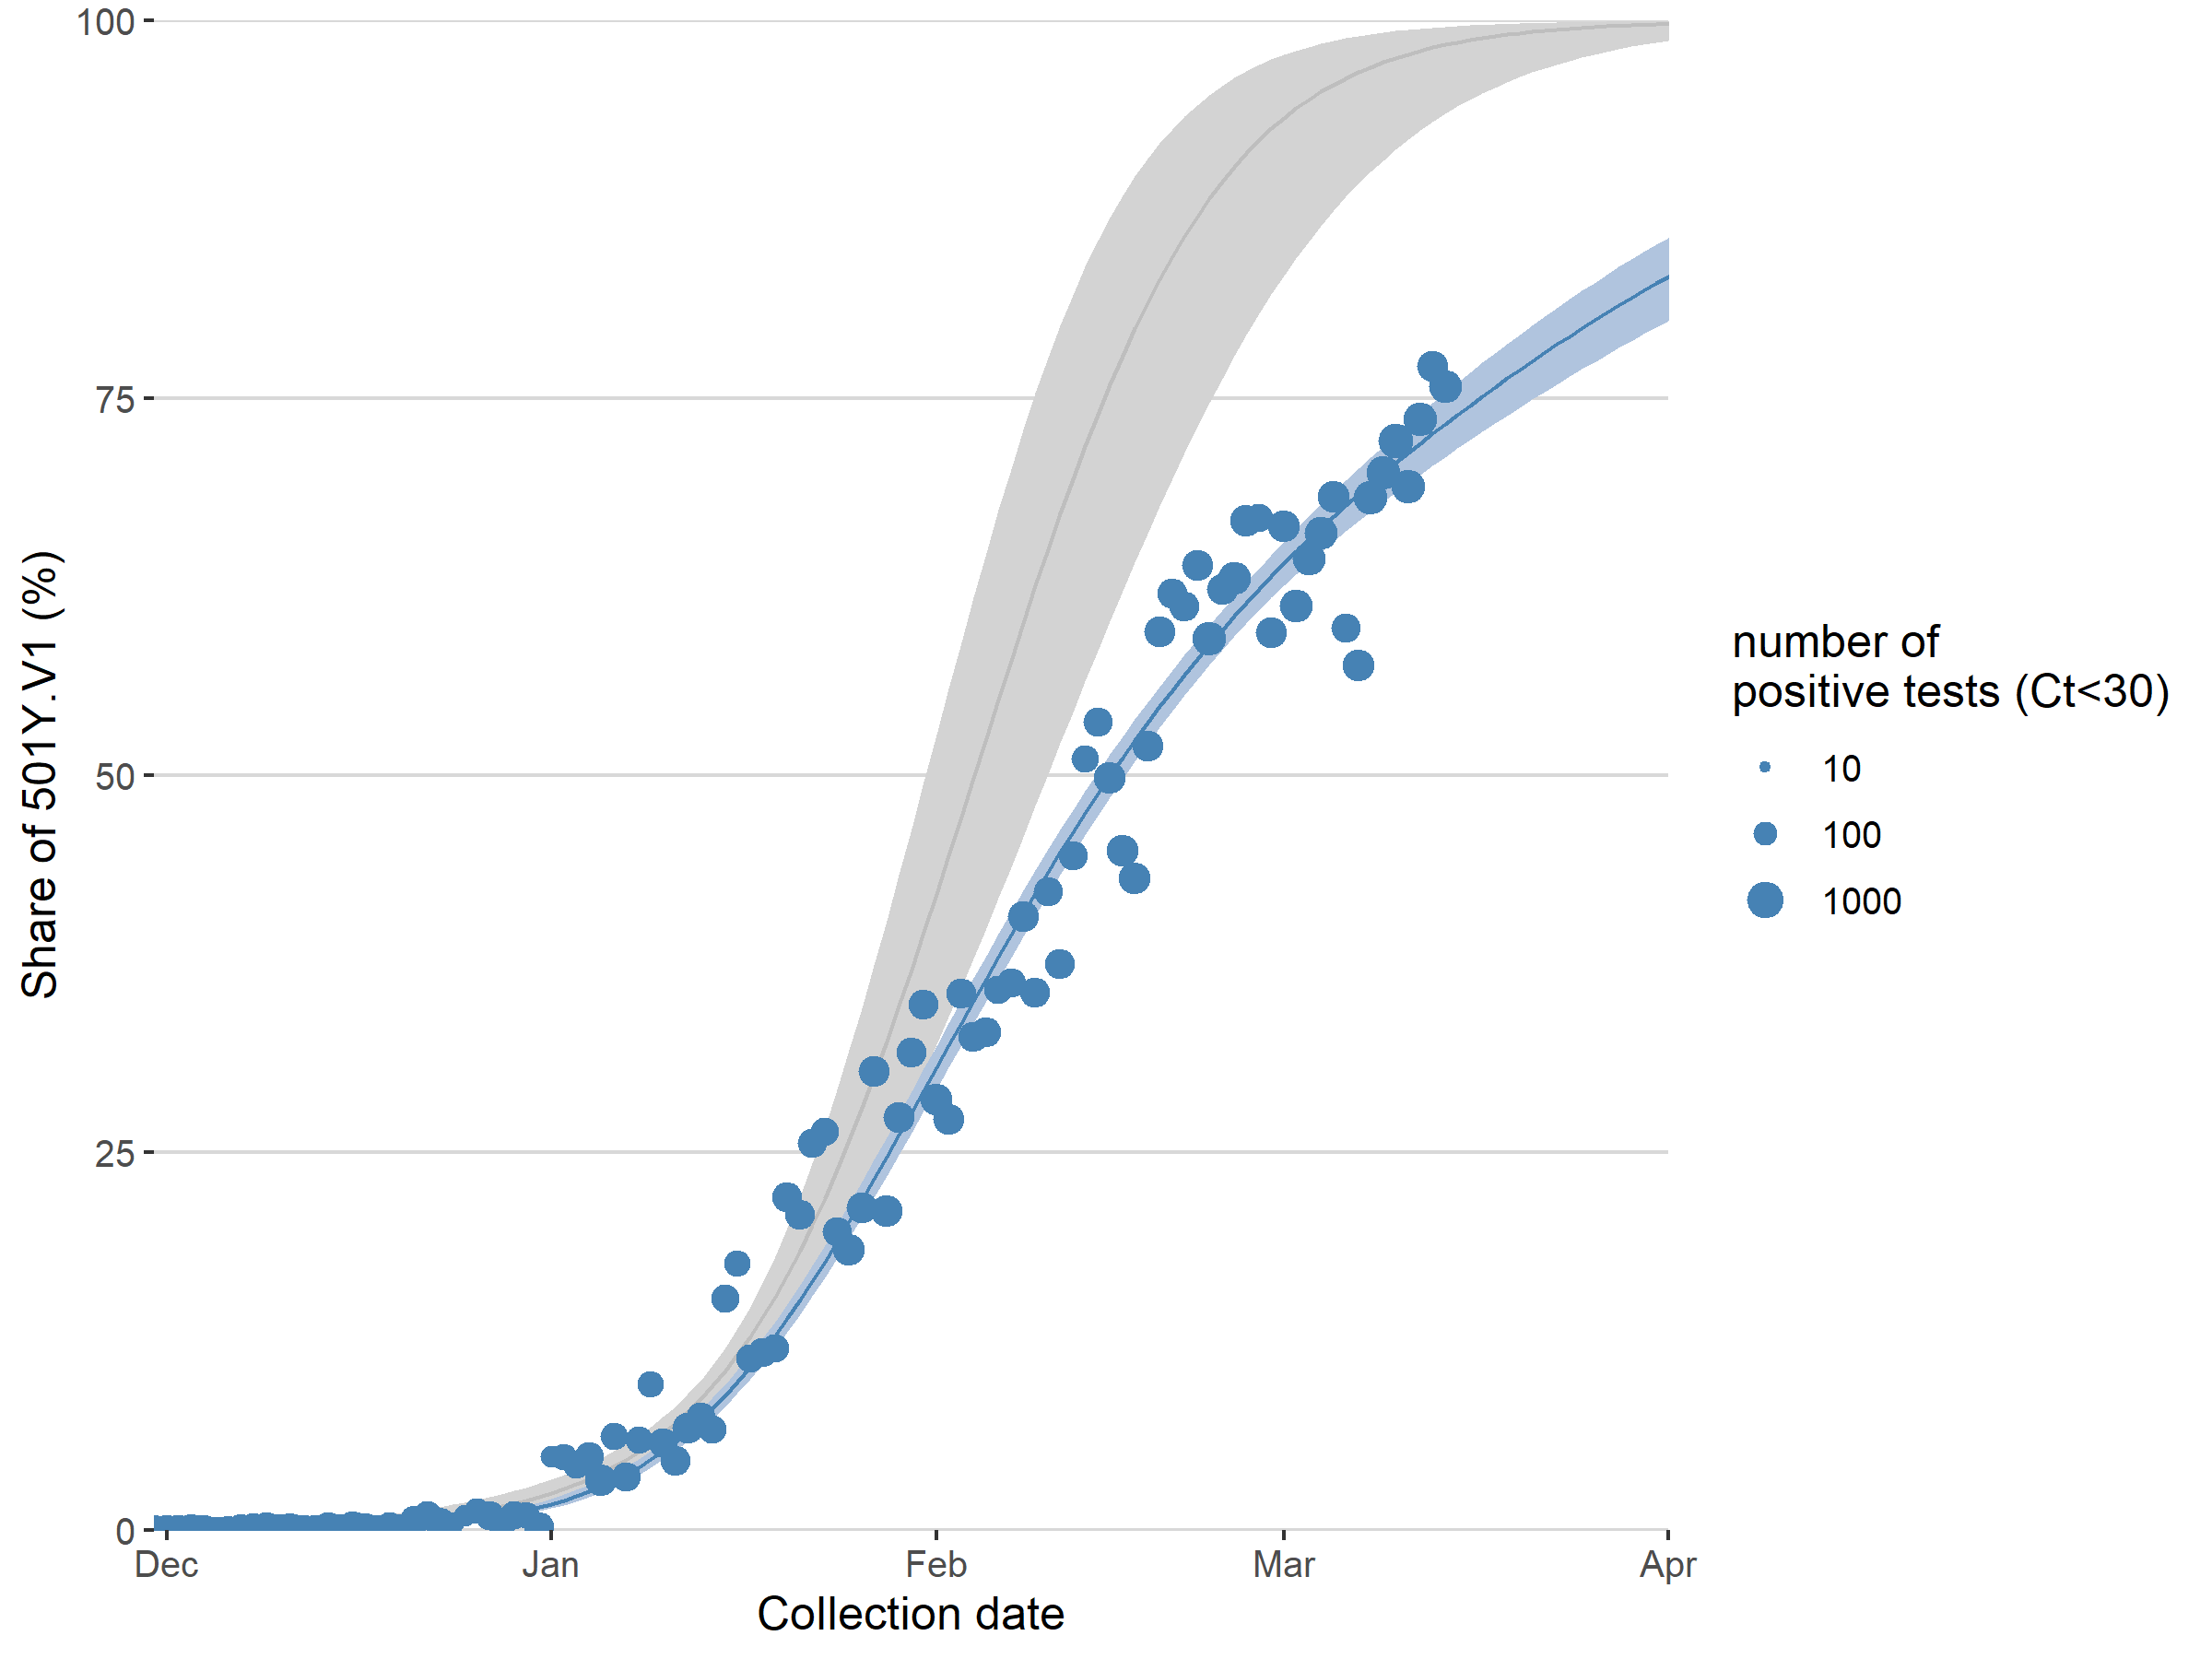 100
75
50
25
0
Share of 501Y.V1 (%)
Dec
Jan
Feb
Mar
Apr
Collection date
number of
positive tests (Ct<30)
10
100
1000